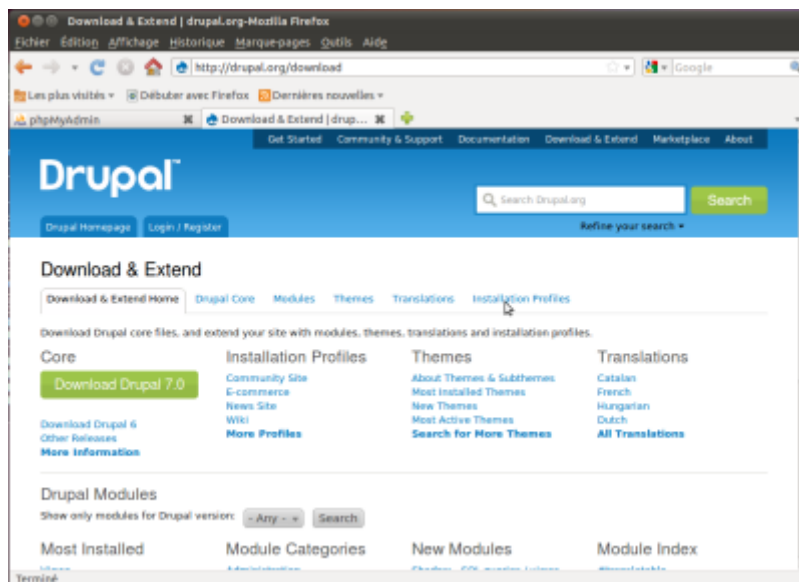 Download & Extend | drupal.org-Mozilla Firefox
Fichier Édition Affichage Historique Marque-pages Outils Aide
http://drupal.org/download Google
Les plus visités Débuter avec Firefox Dernières nouvelles
phpMyAdmin Download & Extend | drup...
Get Started Community & Support Documentation Download & Extend Marketplace About
Drupal™
Search Drupal.org Search
Drupal Homepage Login / Register Refine your search
Download & Extend
Download & Extend Home Drupal Core Modules Themes Translations Installation Profiles
Download Drupal core files, and extend your site with modules, themes, translations and installation profiles.
Core Installation Profiles Themes Translations
Download Drupal 7.0 Community Site About Themes & Subthemes Catalan
E-commerce Most Installed Themes French
Download Drupal 6 News Site New Themes Hungarian
Other Releases Wiki Most Active Themes Dutch
More Information More Profiles Search for More Themes All Translations
Drupal Modules
Show only modules for Drupal version: - Any - Search
Most Installed Module Categories New Modules Module Index
Terminé